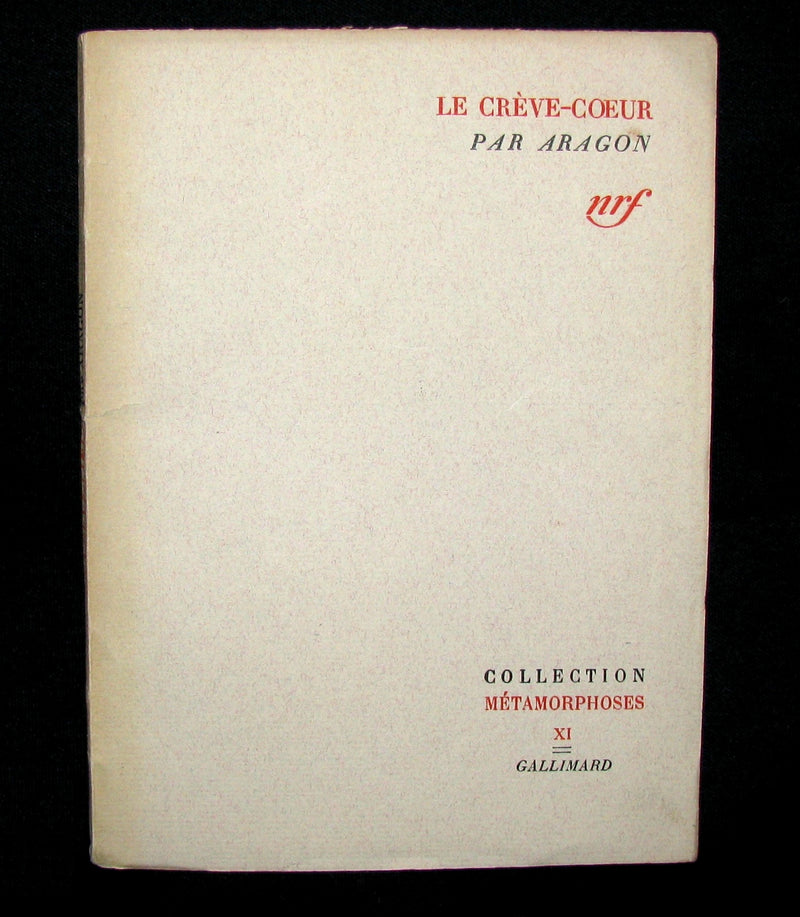 LE CRÈVE-CŒUR
PAR ARAGON
nrf
COLLECTION
MÉTAMORPHOSES
XI
GALLIMARD